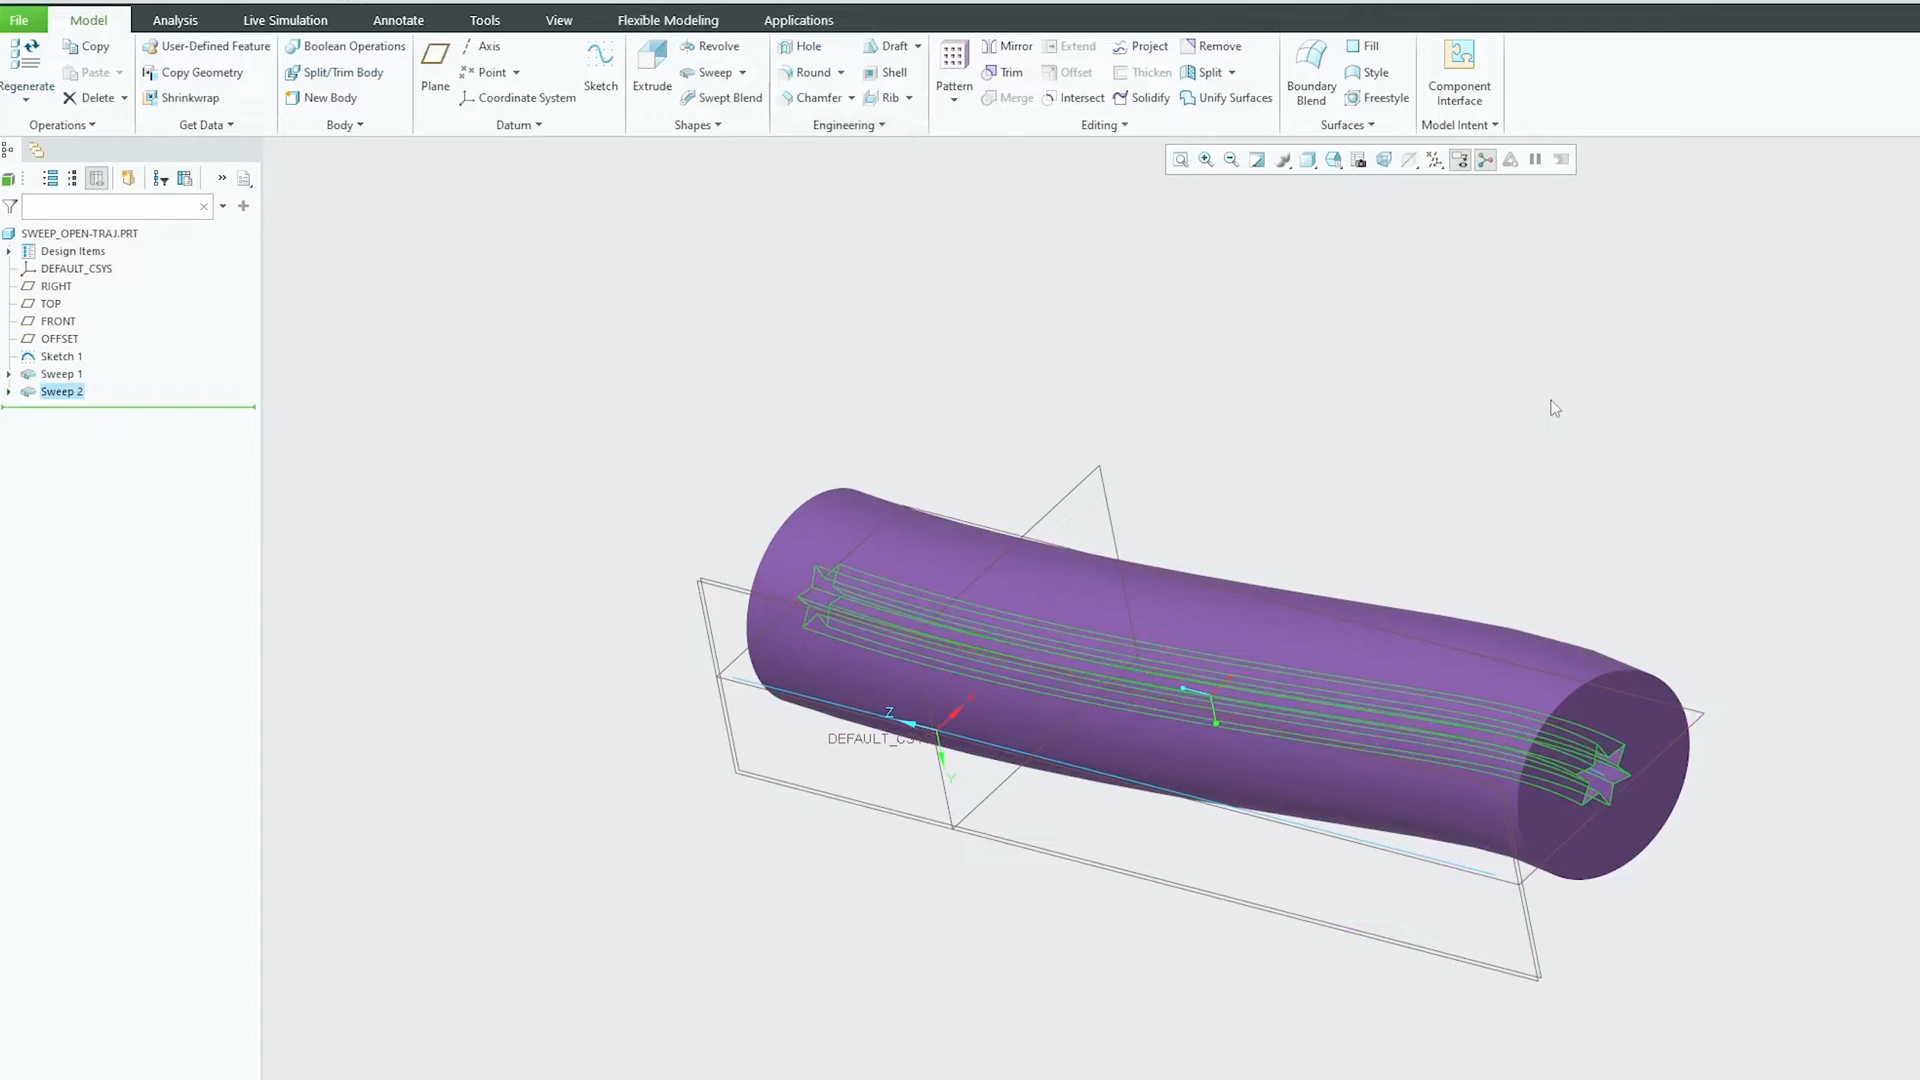 File Model Analysis Live Simulation Annotate Tools View Flexible Modeling Applications
Regenerate Copy Paste Delete
User-Defined Feature Copy Geometry Shrinkwrap
Boolean Operations Split/Trim Body New Body
Plane Axis Point Coordinate System Sketch
Extrude Revolve Sweep Swept Blend
Hole Round Chamfer Draft Shell Rib
Pattern Mirror Trim Merge Extend Offset Intersect Project Thicken Solidify Remove Split Unify Surfaces
Boundary Blend Fill Style Freestyle
Component Interface
Operations Get Data Body Datum Shapes Engineering Editing Surfaces Model Intent
SWEEP_OPEN-TRAJ.PRT
Design Items
DEFAULT_CSYS
RIGHT
TOP
FRONT
OFFSET
Sketch 1
Sweep 1
Sweep 2
Z
Y